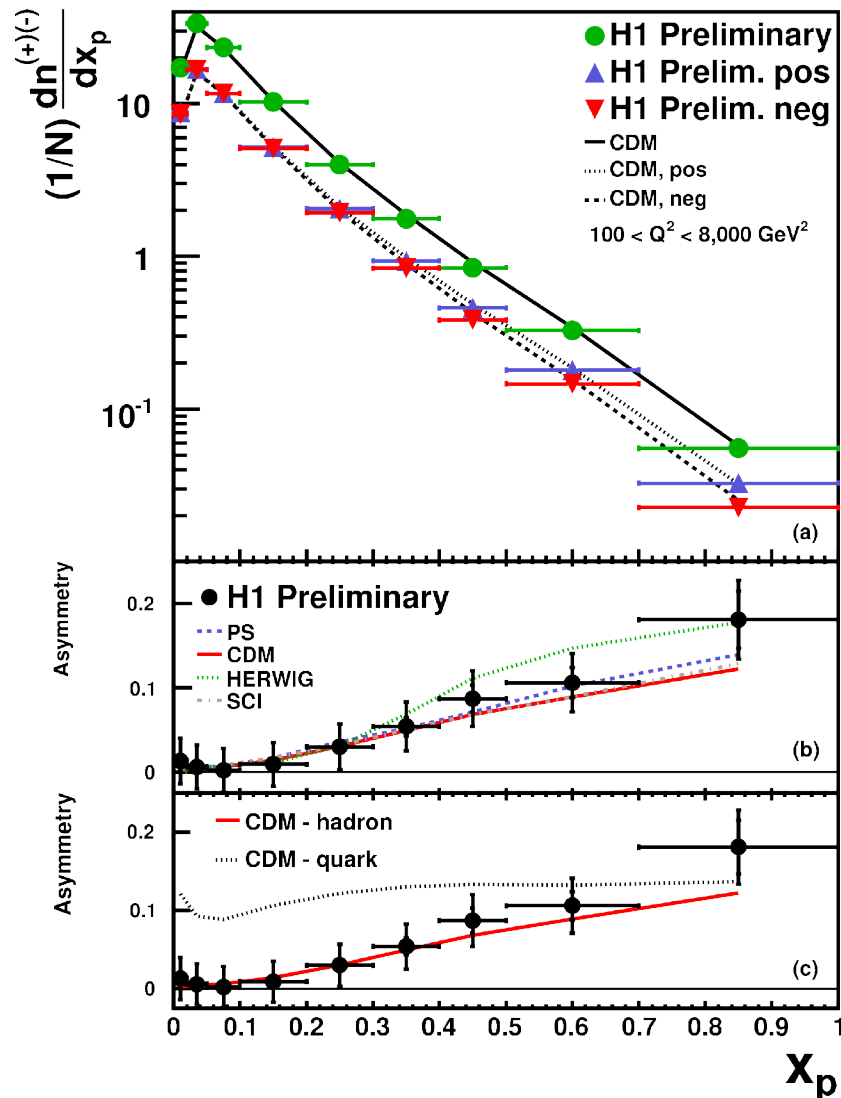 (1/N) dn^(+)(-) / dx_p
H1 Preliminary
H1 Prelim. pos
H1 Prelim. neg
CDM
CDM, pos
CDM, neg
100 < Q² < 8,000 GeV²
10
1
10⁻¹
(a)
Asymmetry
H1 Preliminary
PS
CDM
HERWIG
SCI
0.2
0.1
0
(b)
Asymmetry
CDM - hadron
CDM - quark
0.2
0.1
0
(c)
0 0.1 0.2 0.3 0.4 0.5 0.6 0.7 0.8 0.9 1
x_p